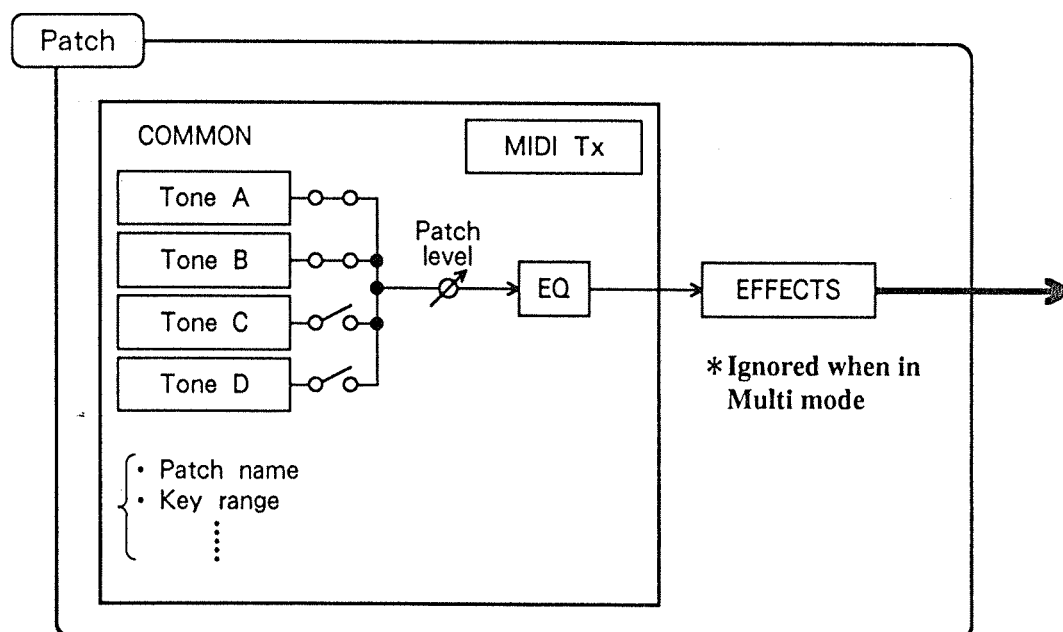 Patch
COMMON
MIDI Tx
Tone A
Tone B
Tone C
Tone D
Patch
level
EQ
EFFECTS
* Ignored when in
Multi mode
• Patch name
• Key range